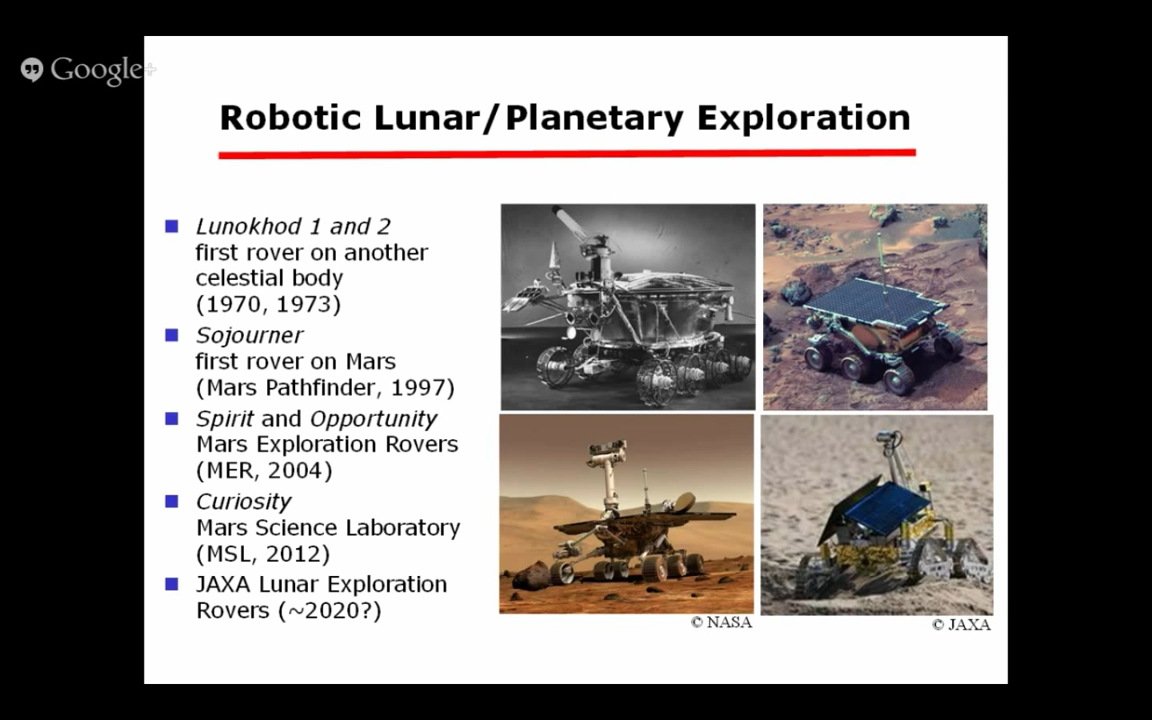 Google+
Robotic Lunar/Planetary Exploration
Lunokhod 1 and 2
first rover on another
celestial body
(1970, 1973)
Sojourner
first rover on Mars
(Mars Pathfinder, 1997)
Spirit and Opportunity
Mars Exploration Rovers
(MER, 2004)
Curiosity
Mars Science Laboratory
(MSL, 2012)
JAXA Lunar Exploration
Rovers (~2020?)
© NASA
© JAXA